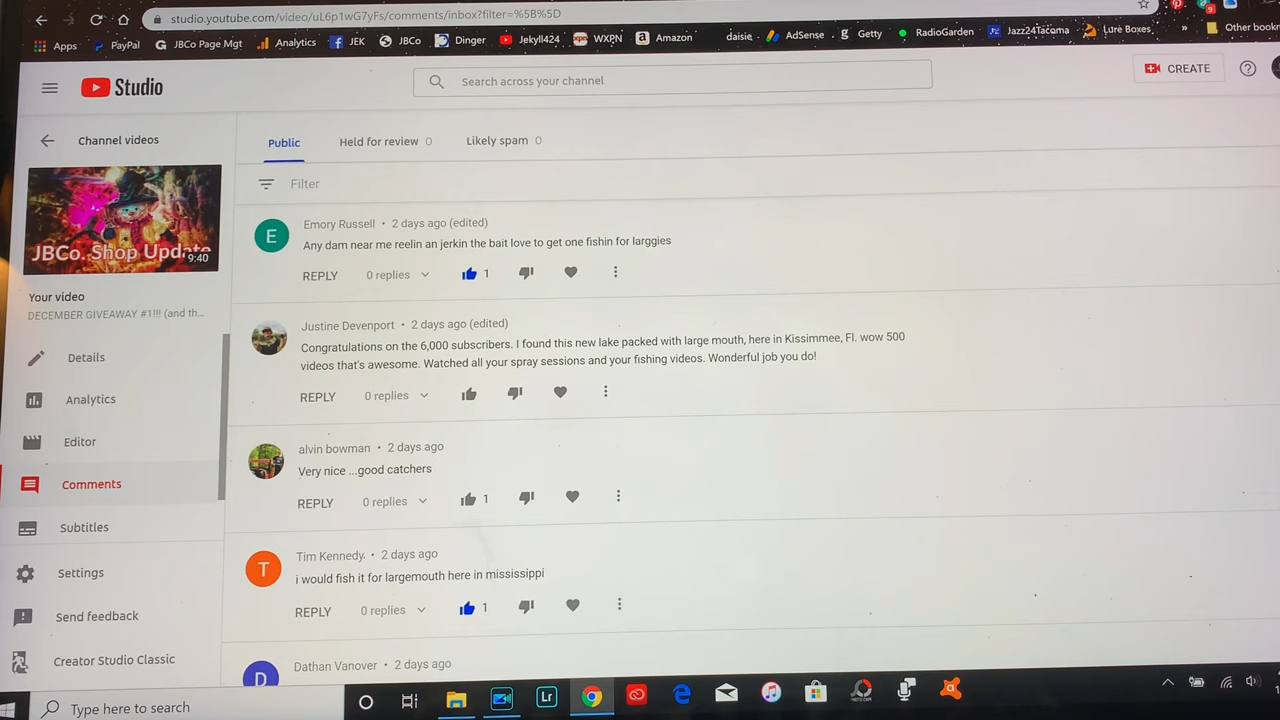 studio.youtube.com/video/uL6p1wG7yFs/comments/inbox?filter=%5B%5D
Apps PayPal JBCo Page Mgt Analytics JEK JBCo Dinger Jekyll424 WXPN Amazon daisie AdSense Getty RadioGarden Jazz24Tacoma Lure Boxes » Other bookm
Studio
Search across your channel
CREATE
Channel videos
Public
Held for review 0
Likely spam 0
Filter
JBCo. Shop Update
9:40
Your video
DECEMBER GIVEAWAY #1!!! (and th...
Details
Analytics
Editor
Comments
Subtitles
Settings
Send feedback
Creator Studio Classic
E
Emory Russell • 2 days ago (edited)
Any dam near me reelin an jerkin the bait love to get one fishin for larggies
REPLY 0 replies 1
Justine Devenport • 2 days ago (edited)
Congratulations on the 6,000 subscribers. I found this new lake packed with large mouth, here in Kissimmee, Fl. wow 500
videos that's awesome. Watched all your spray sessions and your fishing videos. Wonderful job you do!
REPLY 0 replies
alvin bowman • 2 days ago
Very nice ...good catchers
REPLY 0 replies 1
T
Tim Kennedy. • 2 days ago
i would fish it for largemouth here in mississippi
REPLY 0 replies 1
D
Dathan Vanover • 2 days ago
Type here to search
Lr